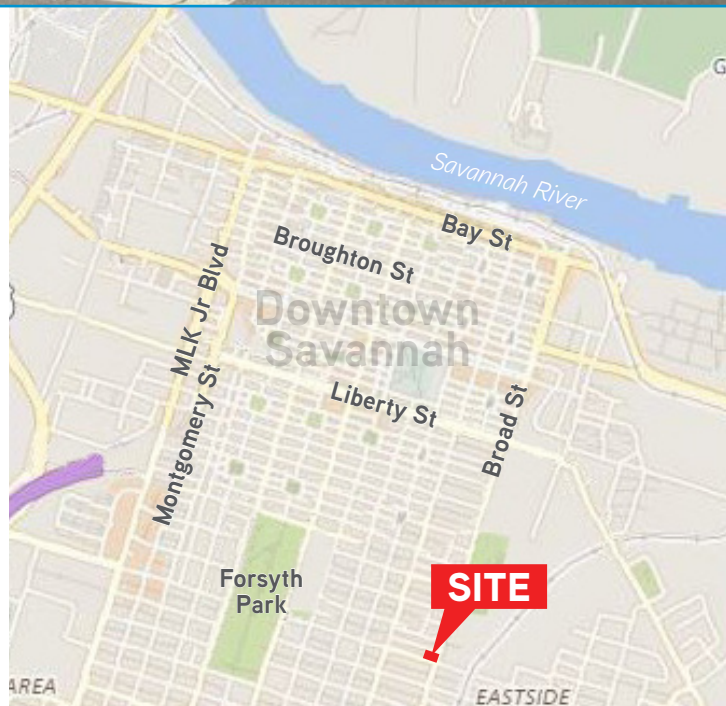 G
Savannah River
Bay St
Broughton St
MLK Jr Blvd
Downtown
Savannah
Liberty St
Montgomery St
Broad St
Forsyth
Park
SITE
AREA
EASTSIDE